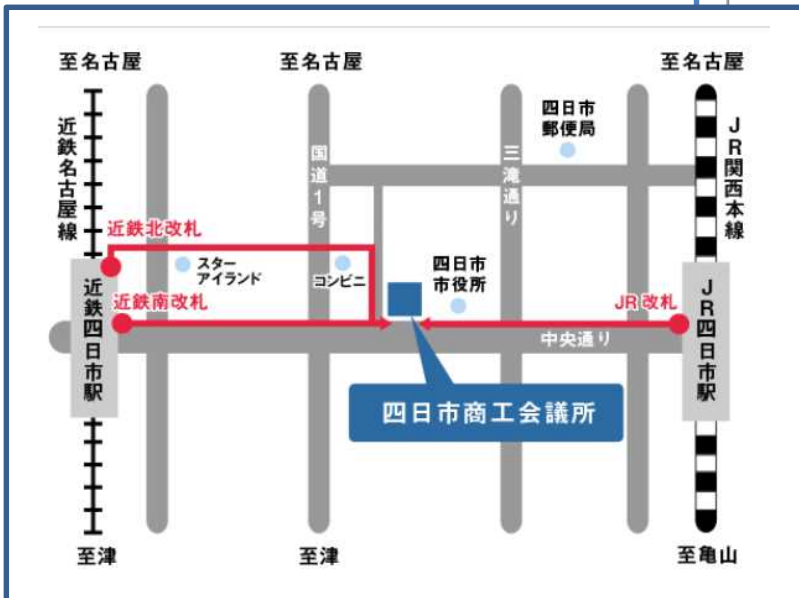 至名古屋
至名古屋
至名古屋
近鉄名古屋線
国道1号
三滝通り
四日市
郵便局
JR関西本線
近鉄北改札
スター
アイランド
コンビニ
四日市
市役所
近鉄南改札
JR改札
近鉄四日市駅
JR四日市駅
中央通り
四日市商工会議所
至津
至津
至亀山